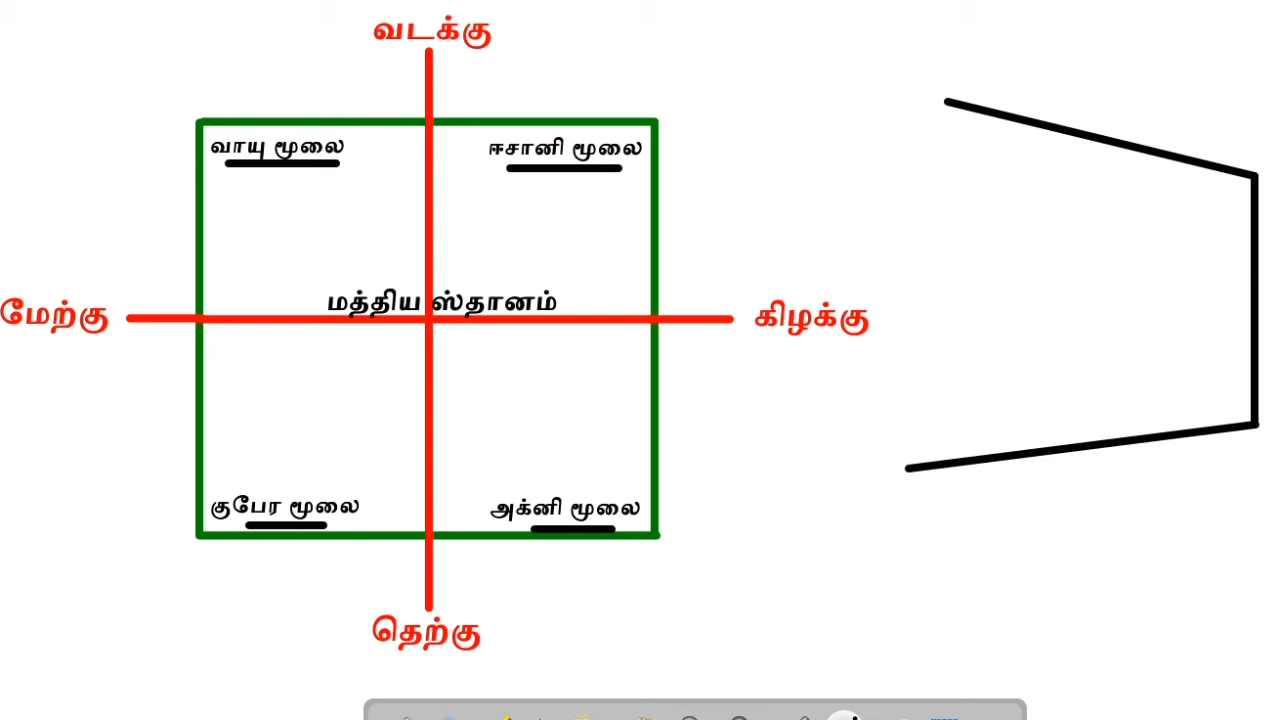 வடக்கு
வாயு மூலை
ஈசானி மூலை
மத்திய ஸ்தானம்
மேற்கு
கிழக்கு
குபேர மூலை
அக்னி மூலை
தெற்கு